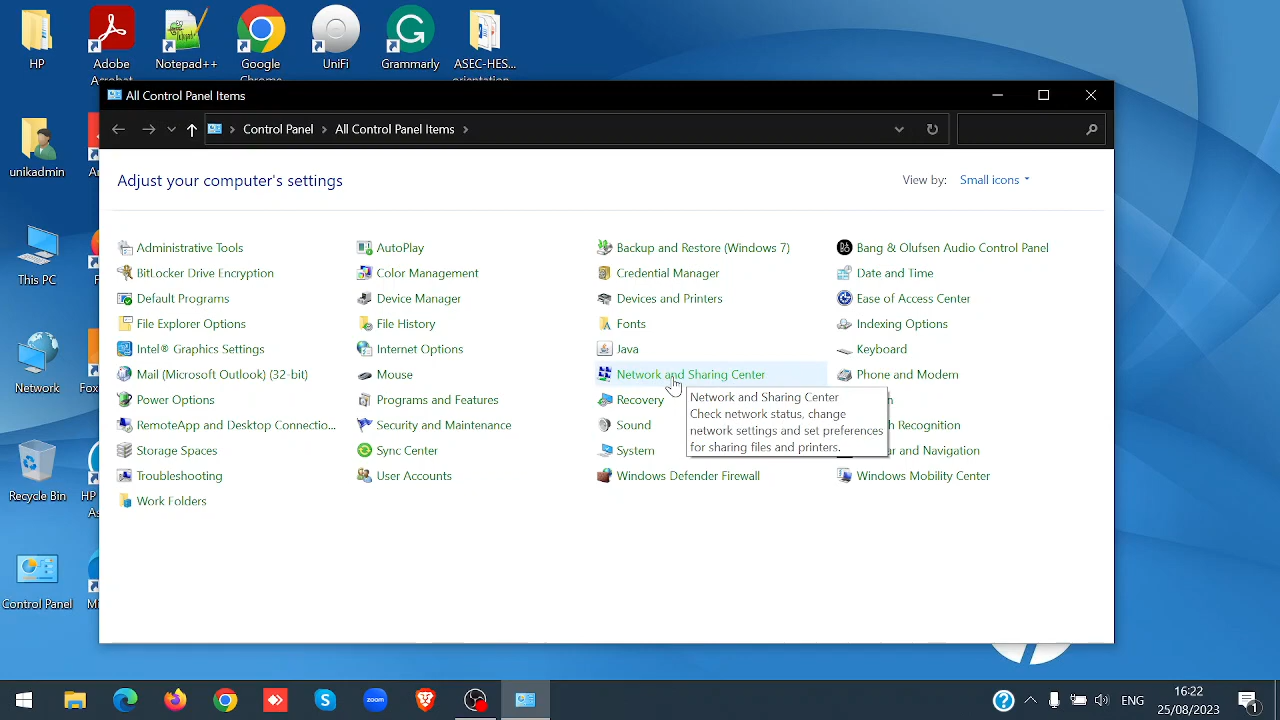 HP
Adobe
Acrobat
Notepad++
Google
Chrome
UniFi
Grammarly
ASEC-HES...
orientation
unikadmin
This PC
Network
Recycle Bin
Control Panel
All Control Panel Items
Control Panel
All Control Panel Items
Adjust your computer's settings
View by:
Small icons
Administrative Tools
AutoPlay
Backup and Restore (Windows 7)
Bang & Olufsen Audio Control Panel
BitLocker Drive Encryption
Color Management
Credential Manager
Date and Time
Default Programs
Device Manager
Devices and Printers
Ease of Access Center
File Explorer Options
File History
Fonts
Indexing Options
Intel® Graphics Settings
Internet Options
Java
Keyboard
Mail (Microsoft Outlook) (32-bit)
Mouse
Network and Sharing Center
Phone and Modem
Power Options
Programs and Features
Recovery
Network and Sharing Center
Check network status, change
network settings and set preferences
for sharing files and printers.
RemoteApp and Desktop Connectio...
Security and Maintenance
Sound
Recognition
Storage Spaces
Sync Center
System
and Navigation
Troubleshooting
User Accounts
Windows Defender Firewall
Windows Mobility Center
Work Folders
zoom
ENG
16:22
25/08/2023
1